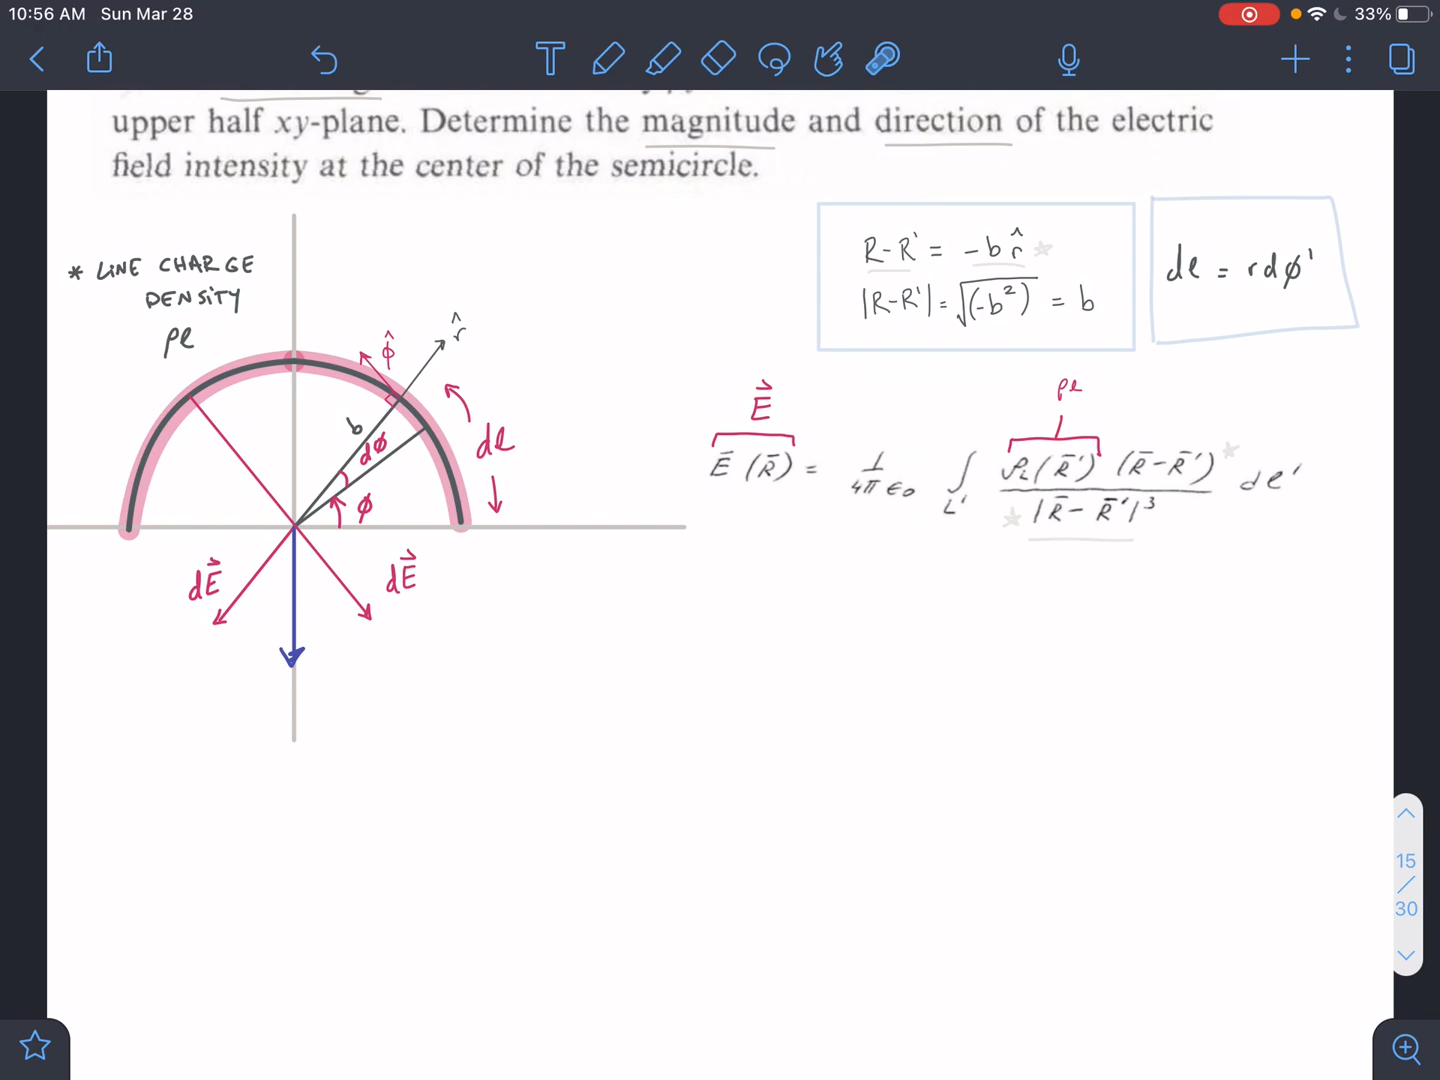 10:56 AM Sun Mar 28
33%
upper half xy-plane. Determine the magnitude and direction of the electric
field intensity at the center of the semicircle.
* LINE CHARGE
DENSITY
ρℓ
R-R' = -b r̂
|R-R'| = √(-b²) = b
dℓ = rdϕ'
r̂
ϕ̂
b
dϕ
ϕ
dℓ
dE⃗
dE⃗
E⃗
ρℓ
Ē (R̄) = 1/4π ϵ₀ ∫L' ρL(R̄') (R̄-R̄') / |R̄-R̄'|³ dℓ'
15
/
30